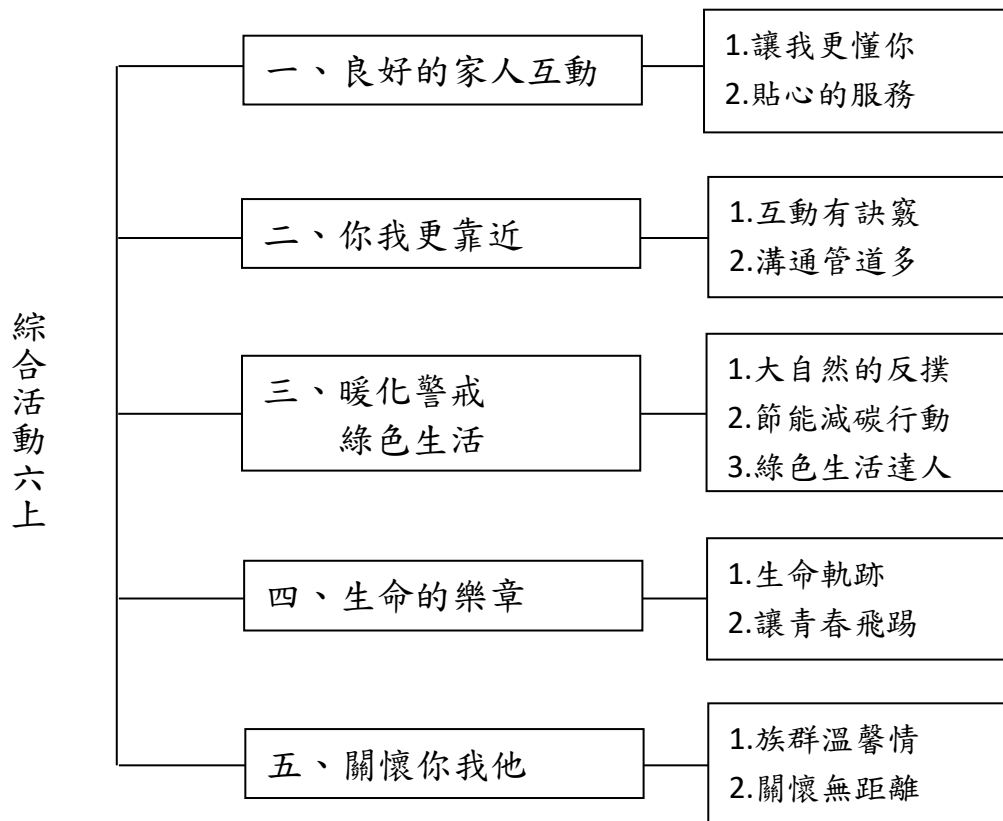 綜合活動六上
一、良好的家人互動
1.讓我更懂你
2.貼心的服務
二、你我更靠近
1.互動有訣竅
2.溝通管道多
三、暖化警戒
綠色生活
1.大自然的反撲
2.節能減碳行動
3.綠色生活達人
四、生命的樂章
1.生命軌跡
2.讓青春飛踢
五、關懷你我他
1.族群溫馨情
2.關懷無距離